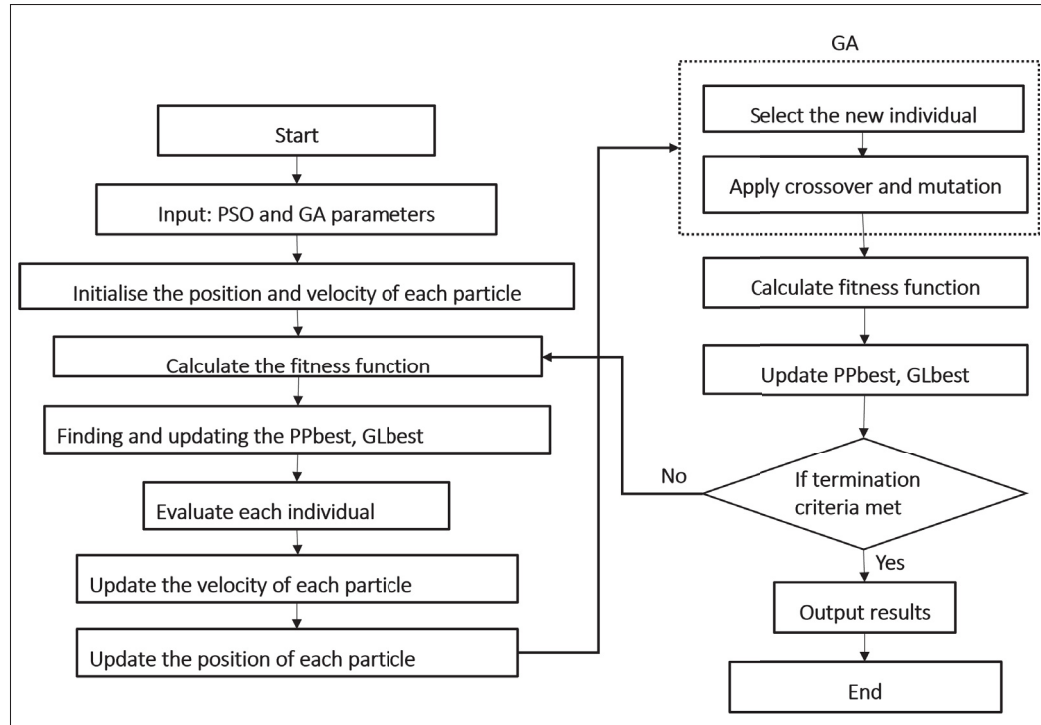 Start
Input: PSO and GA parameters
Initialise the position and velocity of each particle
Calculate the fitness function
Finding and updating the PPbest, GLbest
Evaluate each individual
Update the velocity of each particle
Update the position of each particle
GA
Select the new individual
Apply crossover and mutation
Calculate fitness function
Update PPbest, GLbest
If termination
criteria met
No
Yes
Output results
End